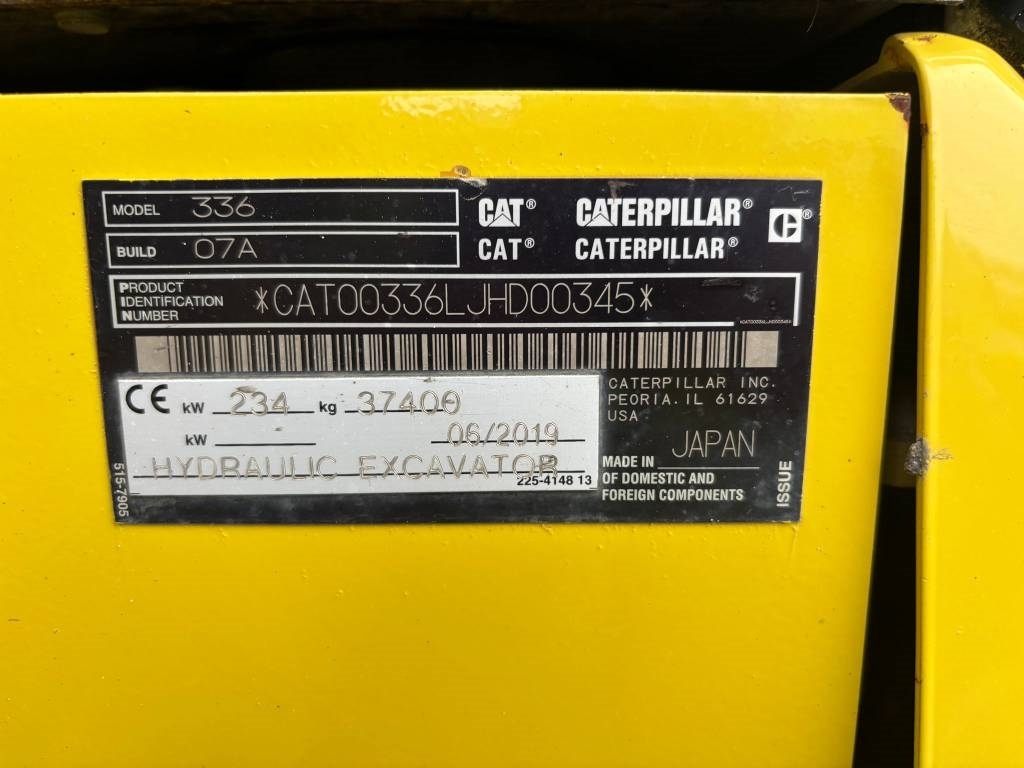 MODEL 336
CAT® CATERPILLAR®
BUILD 07A
CAT® CATERPILLAR®
PRODUCT
IDENTIFICATION
NUMBER
*CAT00336LJHD00345*
*CAT00336LJHD00345*
CE kW 234 kg 37400
kW 06/2019
HYDRAULIC EXCAVATOR
225-4148 13
515-7905
CATERPILLAR INC.
PEORIA. IL 61629
USA
MADE IN JAPAN
OF DOMESTIC AND
FOREIGN COMPONENTS
ISSUE